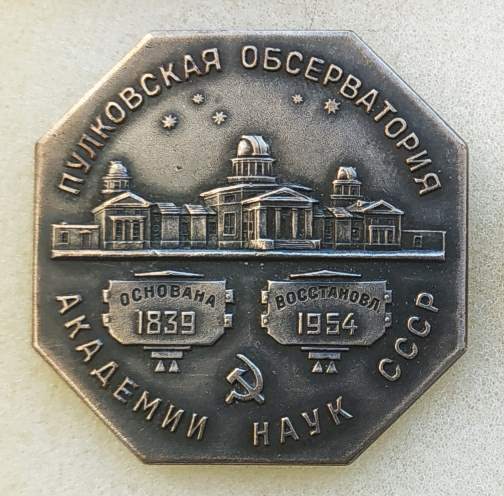 ПУЛКОВСКАЯ ОБСЕРВАТОРИЯ
ОСНОВАНА
1839
ВОССТАНОВЛ
1954
АКАДЕМИИ НАУК СССР